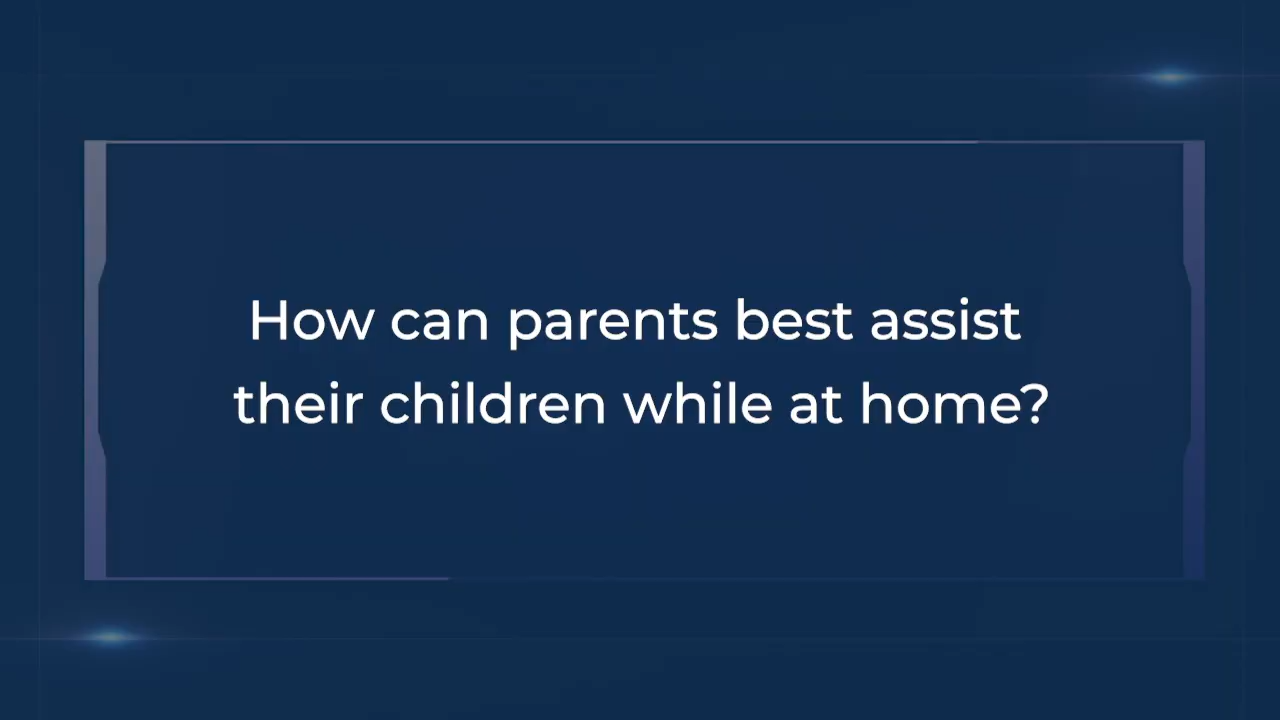 How can parents best assist
their children while at home?